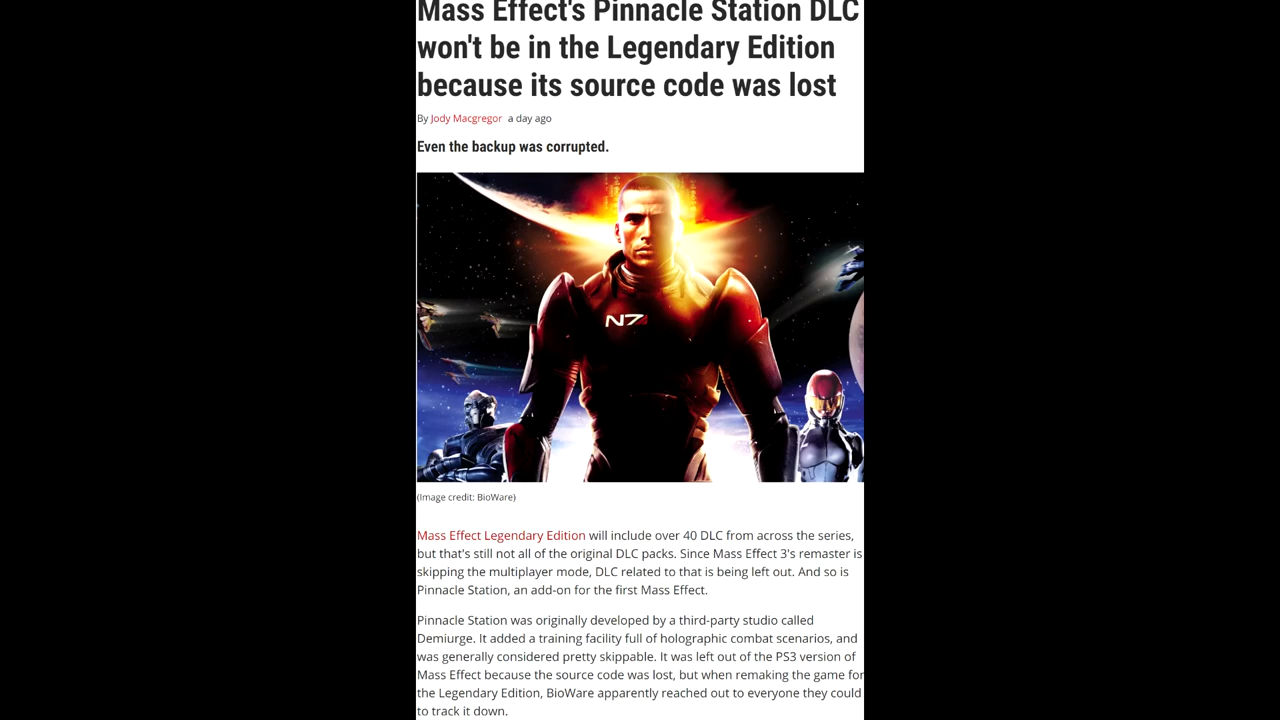 Mass Effect's Pinnacle Station DLC
won't be in the Legendary Edition
because its source code was lost
By Jody Macgregor a day ago
Even the backup was corrupted.
N7
(Image credit: BioWare)
Mass Effect Legendary Edition will include over 40 DLC from across the series,
but that's still not all of the original DLC packs. Since Mass Effect 3's remaster is
skipping the multiplayer mode, DLC related to that is being left out. And so is
Pinnacle Station, an add-on for the first Mass Effect.
Pinnacle Station was originally developed by a third-party studio called
Demiurge. It added a training facility full of holographic combat scenarios, and
was generally considered pretty skippable. It was left out of the PS3 version of
Mass Effect because the source code was lost, but when remaking the game for
the Legendary Edition, BioWare apparently reached out to everyone they could
to track it down.